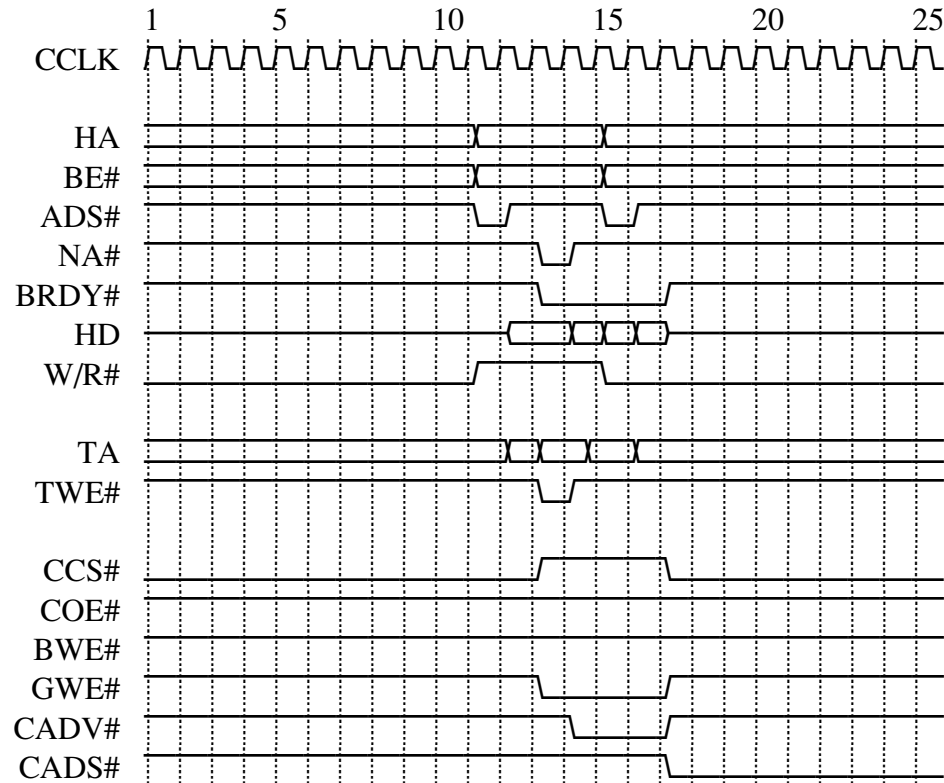 1 5 10 15 20 25
CCLK
HA
BE#
ADS#
NA#
BRDY#
HD
W/R#
TA
TWE#
CCS#
COE#
BWE#
GWE#
CADV#
CADS#